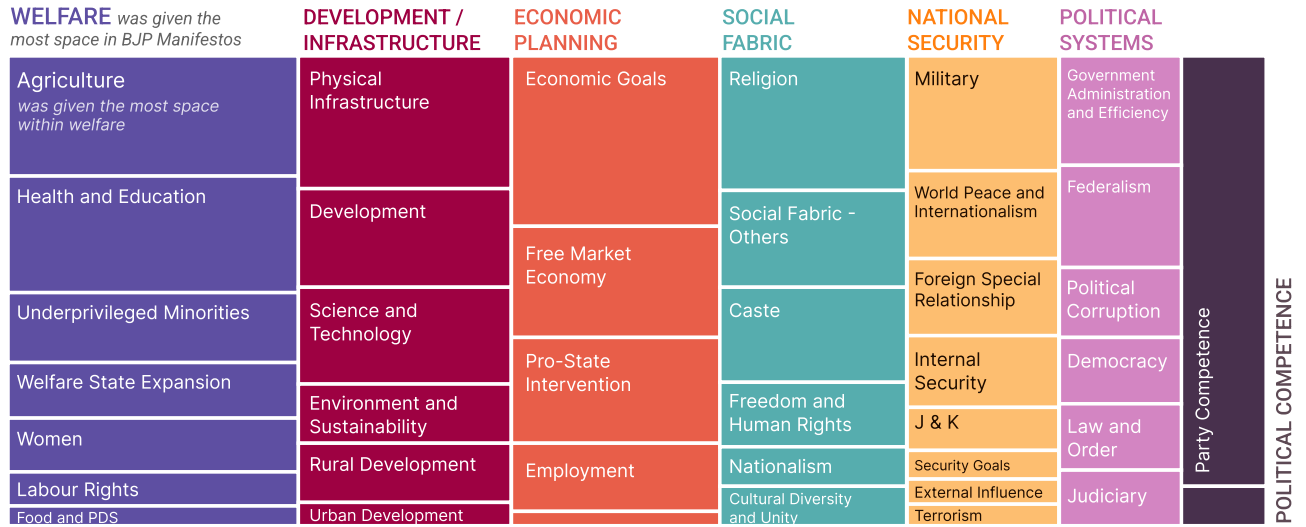 WELFARE was given the
most space in BJP Manifestos
Agriculture
was given the most space
within welfare
Health and Education
Underprivileged Minorities
Welfare State Expansion
Women
Labour Rights
Food and PDS
DEVELOPMENT /
INFRASTRUCTURE
Physical
Infrastructure
Development
Science and
Technology
Environment and
Sustainability
Rural Development
Urban Development
ECONOMIC
PLANNING
Economic Goals
Free Market
Economy
Pro-State
Intervention
Employment
SOCIAL
FABRIC
Religion
Social Fabric -
Others
Caste
Freedom and
Human Rights
Nationalism
Cultural Diversity
and Unity
NATIONAL
SECURITY
Military
World Peace and
Internationalism
Foreign Special
Relationship
Internal
Security
J & K
Security Goals
External Influence
Terrorism
POLITICAL
SYSTEMS
Government
Administration
and Efficiency
Federalism
Political
Corruption
Democracy
Law and
Order
Judiciary
Party Competence
POLITICAL COMPETENCE